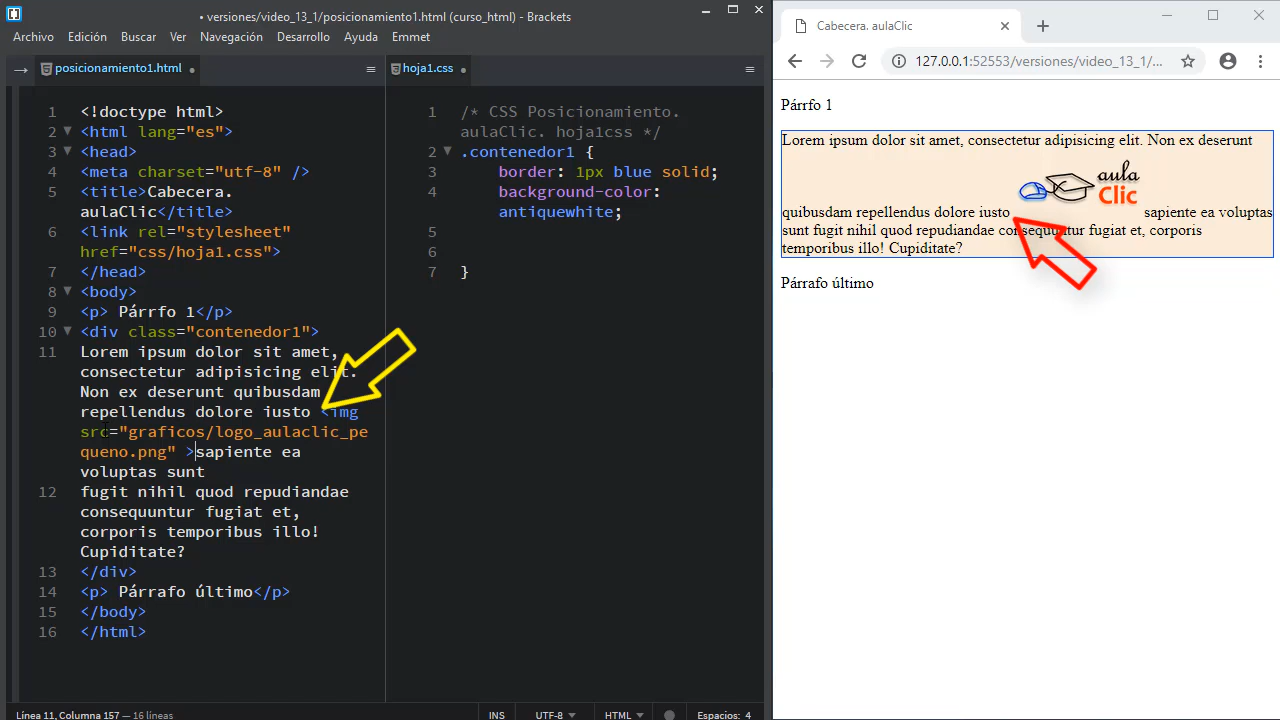 • versiones/video_13_1/posicionamiento1.html (curso_html) - Brackets
Archivo Edición Buscar Ver Navegación Desarrollo Ayuda Emmet
posicionamiento1.html •
1 <!doctype html>
2 <html lang="es">
3 <head>
4 <meta charset="utf-8" />
5 <title>Cabecera.
aulaClic</title>
6 <link rel="stylesheet"
href="css/hoja1.css">
7 </head>
8 <body>
9 <p> Párrfo 1</p>
10 <div class="contenedor1">
11 Lorem ipsum dolor sit amet,
consectetur adipisicing elit.
Non ex deserunt quibusdam
repellendus dolore iusto <img
src="graficos/logo_aulaclic_pe
queno.png" >sapiente ea
voluptas sunt
12 fugit nihil quod repudiandae
consequuntur fugiat et,
corporis temporibus illo!
Cupiditate?
13 </div>
14 <p> Párrafo último</p>
15 </body>
16 </html>
hoja1.css •
1 /* CSS Posicionamiento.
aulaClic. hoja1css */
2 .contenedor1 {
3 border: 1px blue solid;
4 background-color:
antiquewhite;
5
6
7 }
Línea 11, Columna 157 — 16 líneas
INS UTF-8 HTML Espacios: 4
Cabecera. aulaClic
127.0.0.1:52553/versiones/video_13_1/...
Párrfo 1
Lorem ipsum dolor sit amet, consectetur adipisicing elit. Non ex deserunt
aula
Clic
quibusdam repellendus dolore iusto sapiente ea voluptas
sunt fugit nihil quod repudiandae consequuntur fugiat et, corporis
temporibus illo! Cupiditate?
Párrafo último